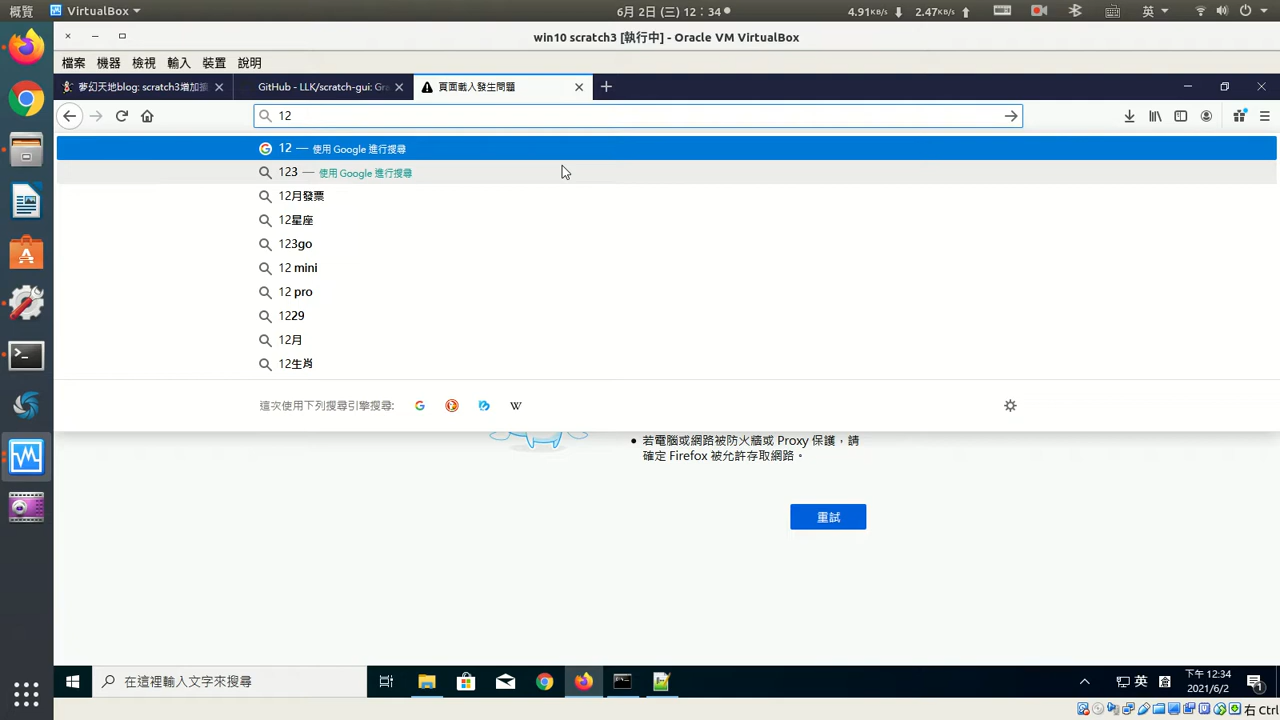 概覽 VirtualBox 6月 2日 (三) 12：34 4.91KB/s 2.47KB/s 英
win10 scratch3 [執行中] - Oracle VM VirtualBox
檔案 機器 檢視 輸入 裝置 說明
夢幻天地blog: scratch3增加擴 GitHub - LLK/scratch-gui: Gra 頁面載入發生問題
12
12 — 使用 Google 進行搜尋
123 — 使用 Google 進行搜尋
12月發票
12星座
123go
12 mini
12 pro
1229
12月
12生肖
這次使用下列搜尋引擎搜尋:
若電腦或網路被防火牆或 Proxy 保護，請
確定 Firefox 被允許存取網路。
重試
在這裡輸入文字來搜尋
英
下午 12:34
2021/6/2
1
右 Ctrl